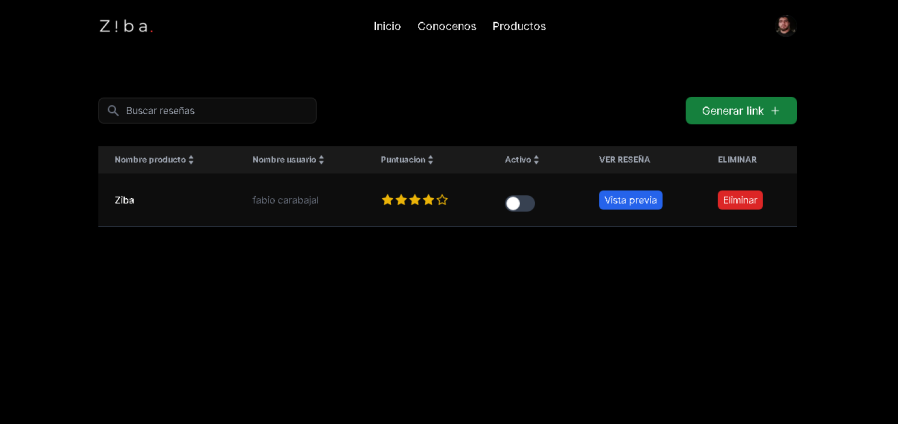 Z!ba.
Inicio Conocenos Productos
Buscar reseñas
Generar link +
Nombre producto Nombre usuario Puntuacion Activo VER RESEÑA ELIMINAR
Ziba fabio carabajal Vista previa Eliminar